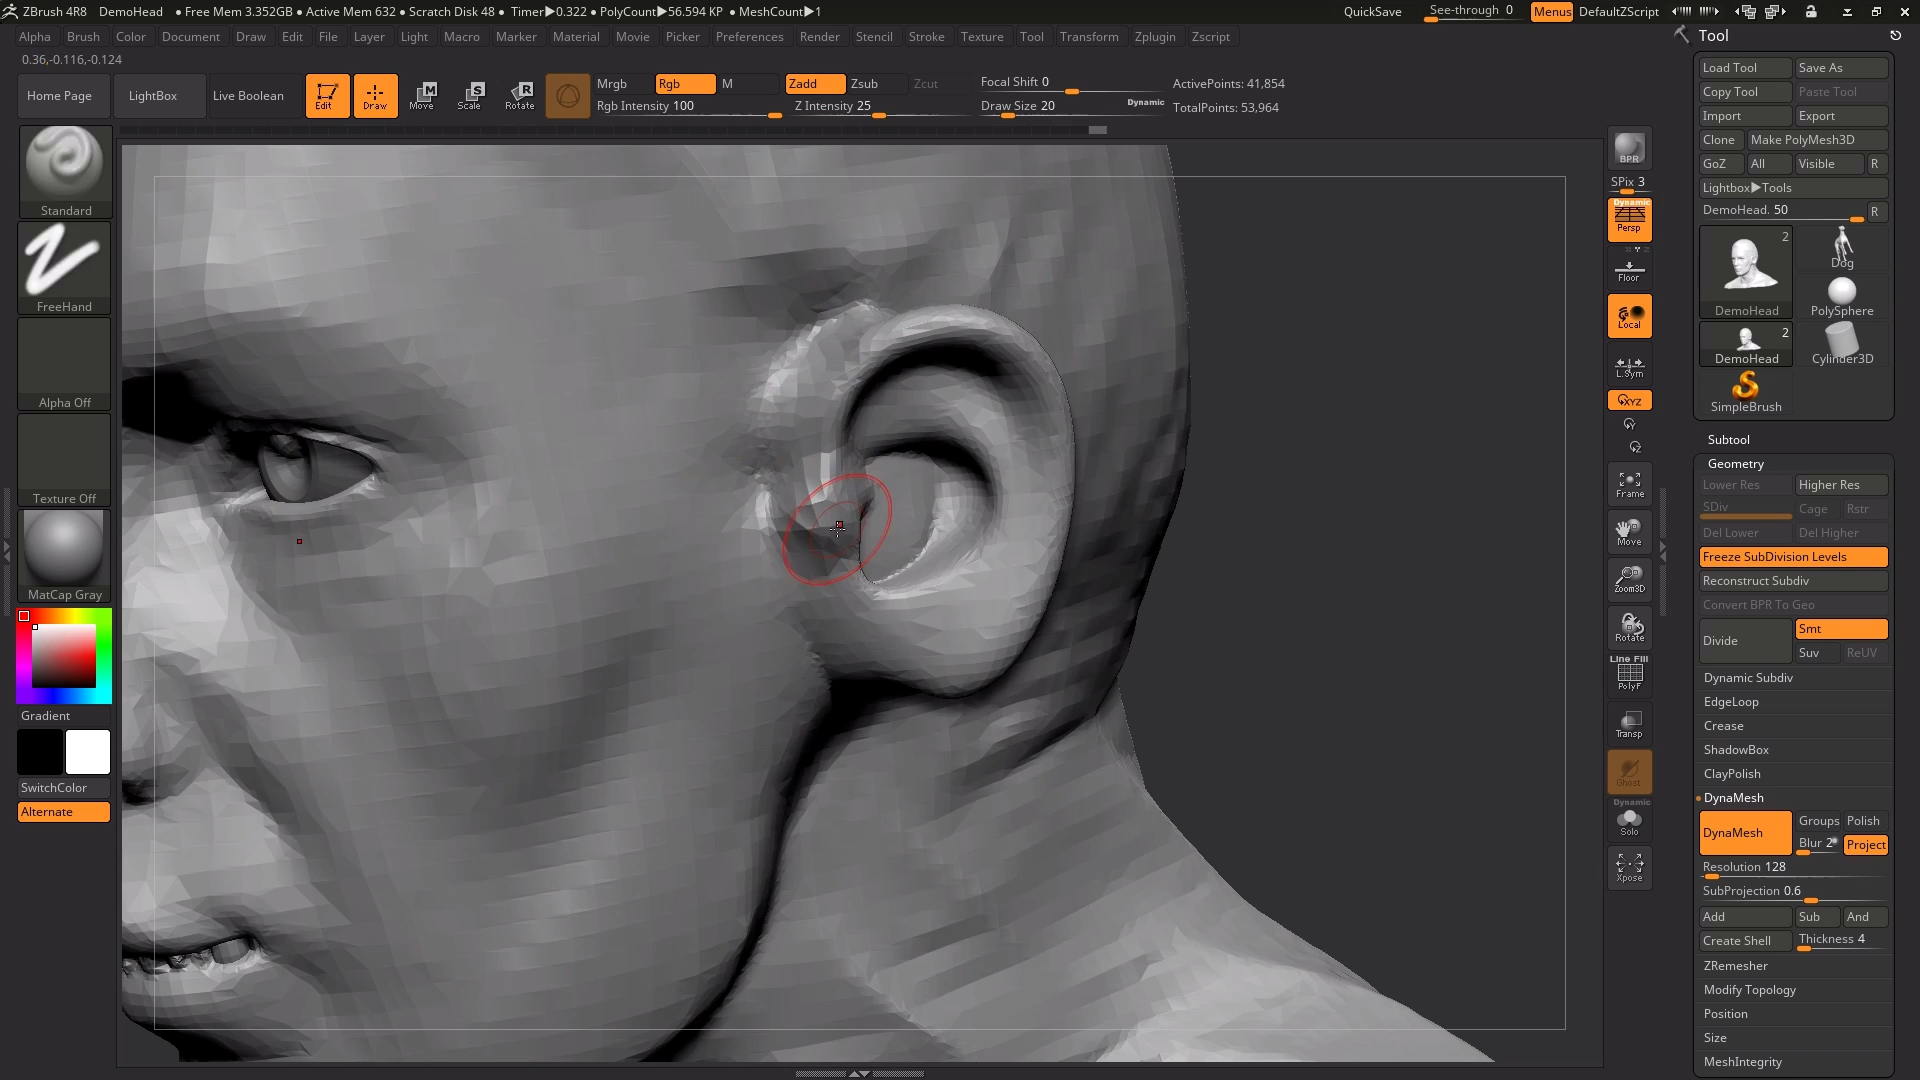 ZBrush 4R8 DemoHead • Free Mem 3.352GB • Active Mem 632 • Scratch Disk 48 • Timer▶0.322 • PolyCount▶56.594 KP • MeshCount▶1 QuickSave See-through 0 Menus DefaultZScript
Alpha Brush Color Document Draw Edit File Layer Light Macro Marker Material Movie Picker Preferences Render Stencil Stroke Texture Tool Transform Zplugin Zscript
0.36,-0.116,-0.124
Home Page LightBox Live Boolean Edit Draw Move Scale Rotate
M S R
Mrgb Rgb M Zadd Zsub Zcut Focal Shift 0 ActivePoints: 41,854
Rgb Intensity 100 Z Intensity 25 Draw Size 20 Dynamic TotalPoints: 53,964
Standard
FreeHand
Alpha Off
Texture Off
MatCap Gray
Gradient
SwitchColor
Alternate
BPR
SPix 3
Dynamic
Persp
Floor
Local
L.Sym
XYZ
Y
Z
Frame
Move
Zoom3D
Rotate
Line Fill
PolyF
Transp
Ghost
Dynamic
Solo
Xpose
Tool
Load Tool Save As
Copy Tool Paste Tool
Import Export
Clone Make PolyMesh3D
GoZ All Visible R
Lightbox▶Tools
DemoHead. 50 R
2
Dog
DemoHead PolySphere
2
DemoHead Cylinder3D
SimpleBrush
Subtool
Geometry
Lower Res Higher Res
SDiv Cage Rstr
Del Lower Del Higher
Freeze SubDivision Levels
Reconstruct Subdiv
Convert BPR To Geo
Divide Smt
Suv ReUV
Dynamic Subdiv
EdgeLoop
Crease
ShadowBox
ClayPolish
DynaMesh
DynaMesh Groups Polish
Blur 2 Project
Resolution 128
SubProjection 0.6
Add Sub And
Create Shell Thickness 4
ZRemesher
Modify Topology
Position
Size
MeshIntegrity